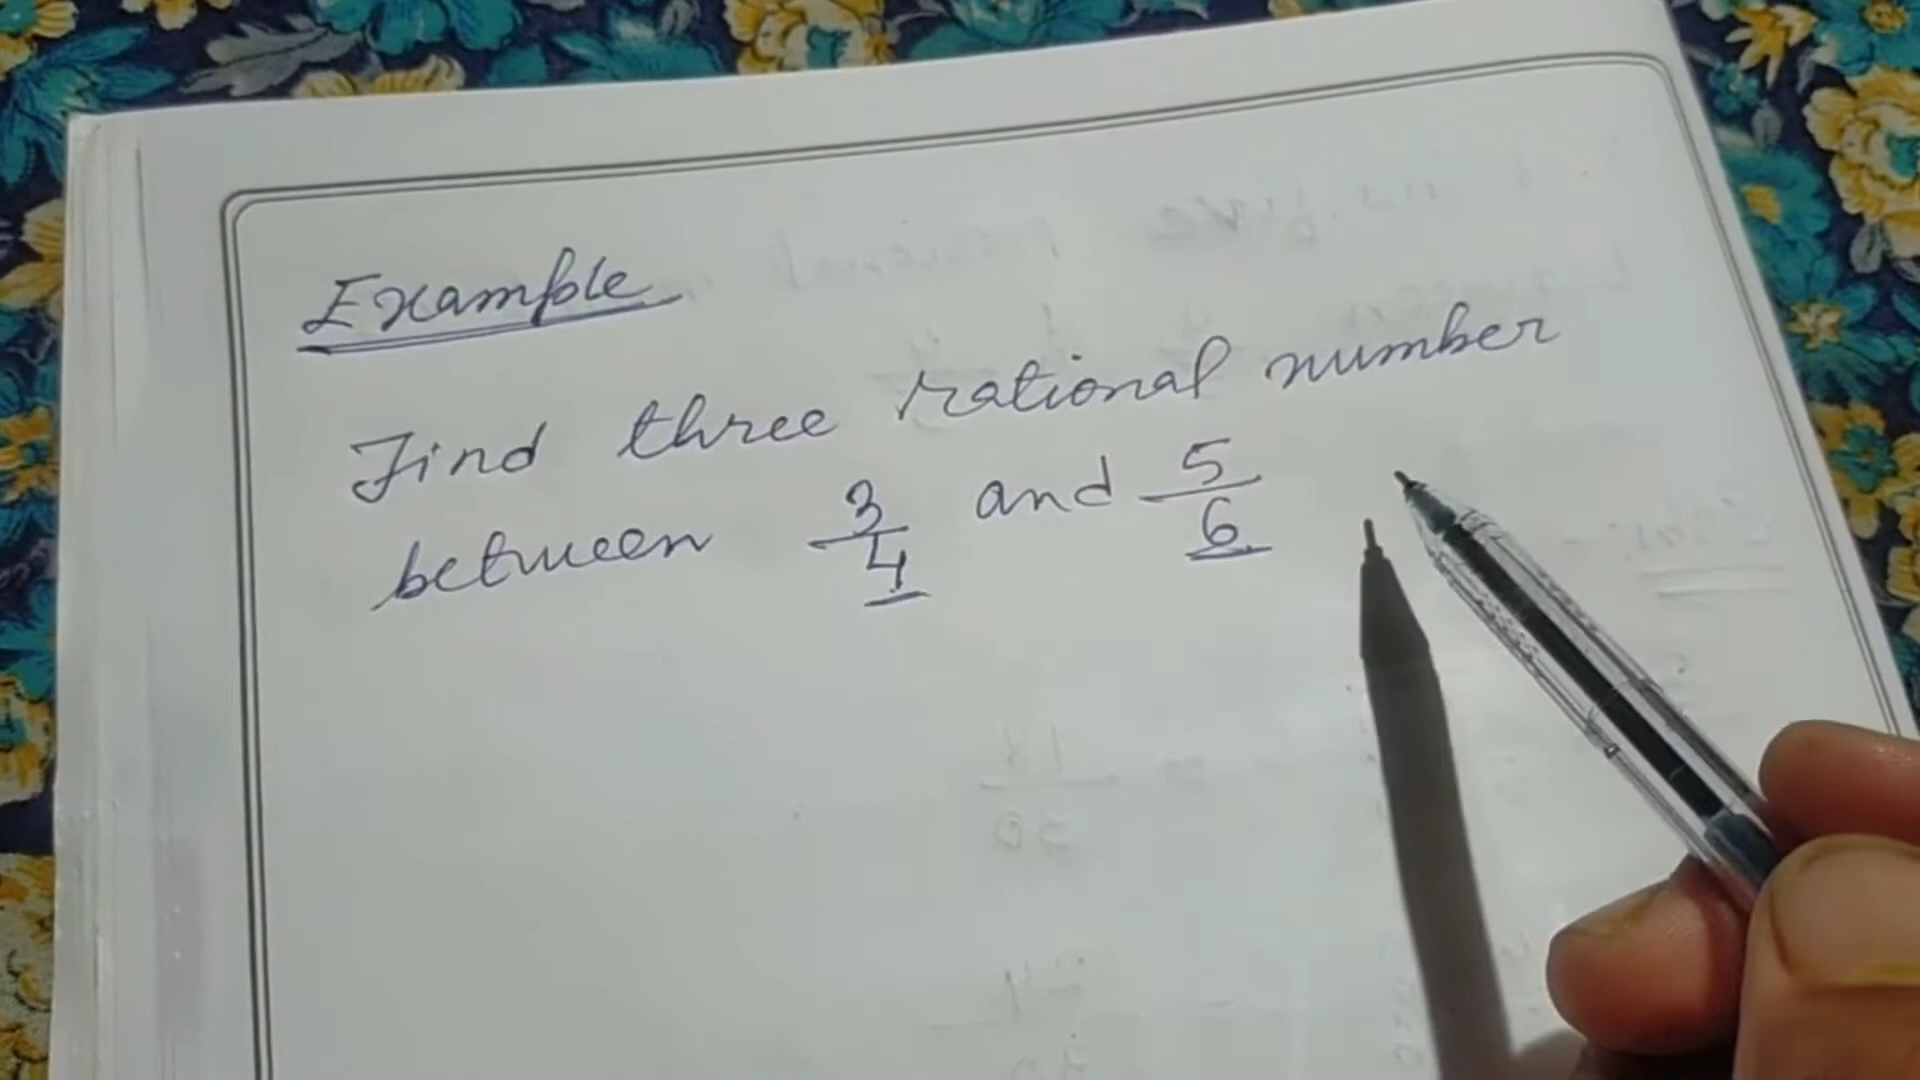 Example
Find three rational number
between 3/4 and 5/6